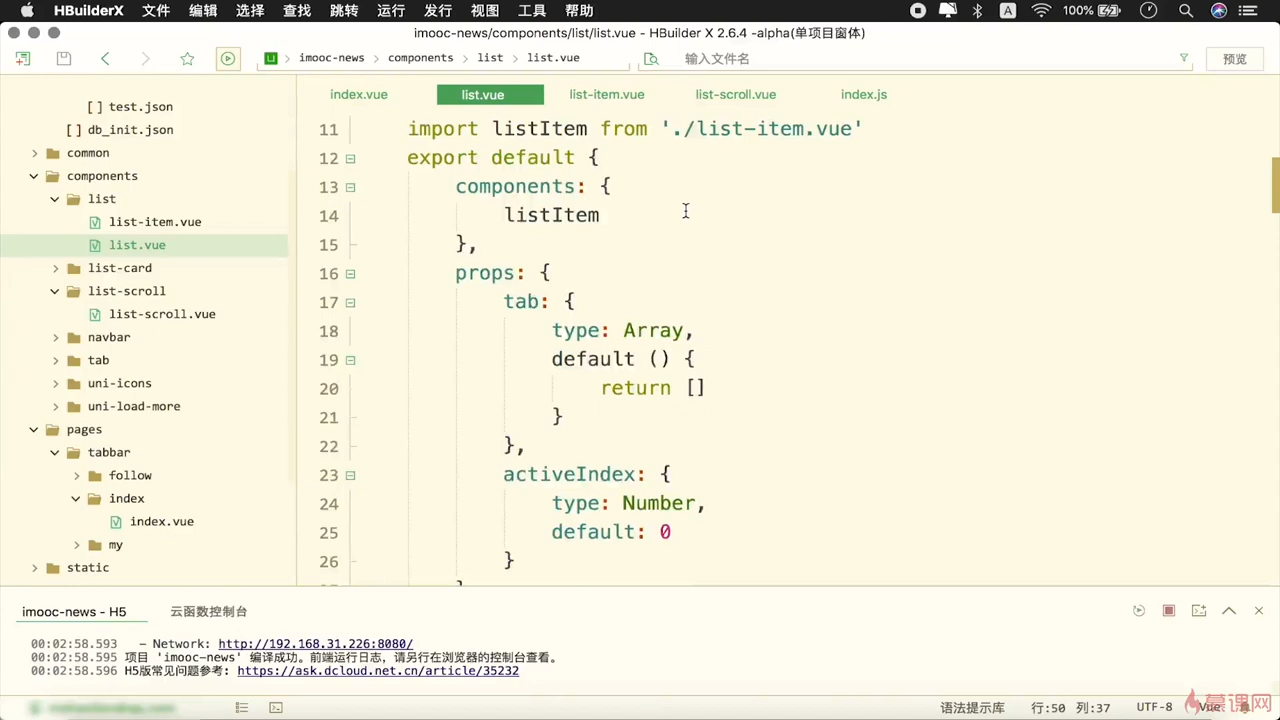 HBuilderX 文件 编辑 选择 查找 跳转 运行 发行 视图 工具 帮助 100%
imooc-news/components/list/list.vue - HBuilder X 2.6.4 -alpha(单项目窗体)
imooc-news components list list.vue 输入文件名 预览
index.vue list.vue list-item.vue list-scroll.vue index.js
[ ] test.json
[ ] db_init.json
common
components
list
list-item.vue
list.vue
list-card
list-scroll
list-scroll.vue
navbar
tab
uni-icons
uni-load-more
pages
tabbar
follow
index
index.vue
my
static
11 import listItem from './list-item.vue'
12 export default {
13 components: {
14 listItem
15 },
16 props: {
17 tab: {
18 type: Array,
19 default () {
20 return []
21 }
22 },
23 activeIndex: {
24 type: Number,
25 default: 0
26 }
imooc-news - H5 云函数控制台
00:02:58.593 - Network: http://192.168.31.226:8080/
00:02:58.595 项目 'imooc-news' 编译成功。前端运行日志，请另行在浏览器的控制台查看。
00:02:58.596 H5版常见问题参考: https://ask.dcloud.net.cn/article/35232
语法提示库 行:50 列:37 UTF-8 Vue
慕课网